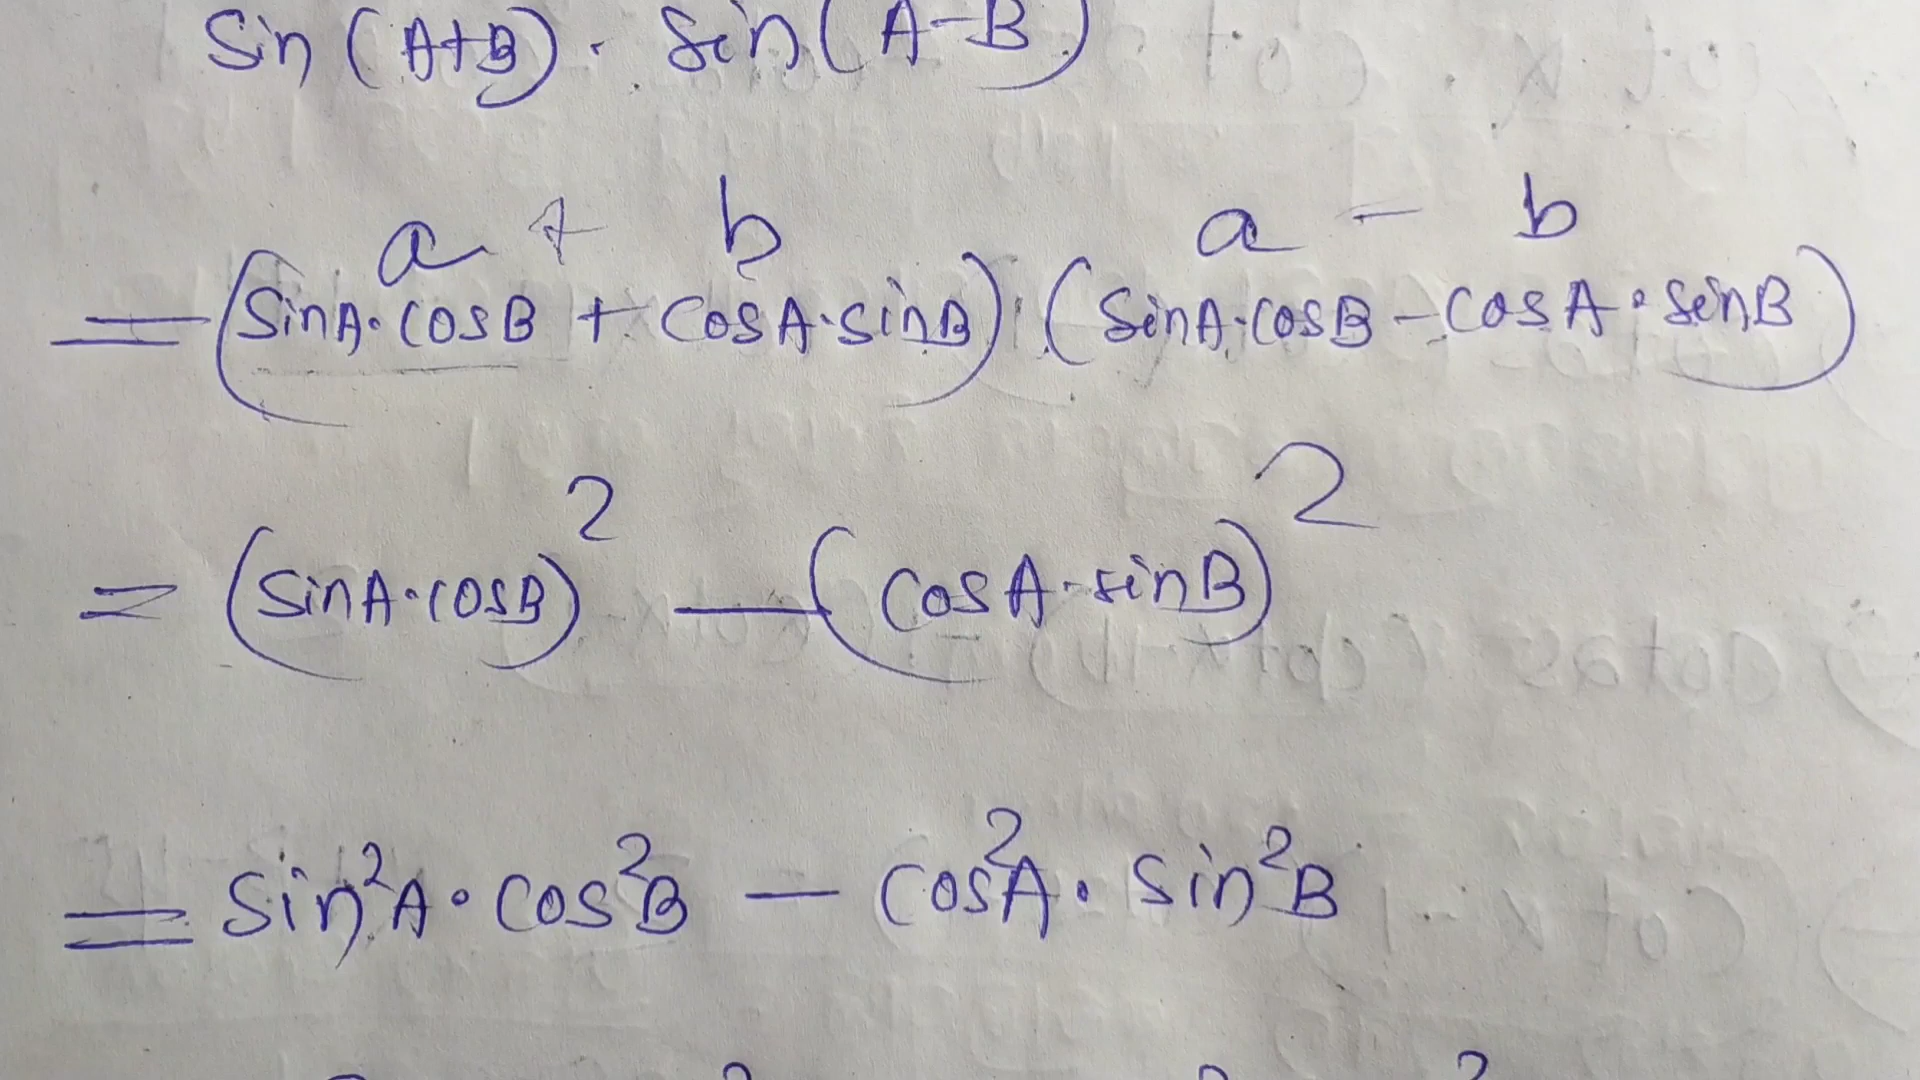 Sin (A+B) . Sin (A-B)
a + b a - b
= (SinA.cosB + CosA.sinB) . (SinA.cosB - cosA.sinB)
= (SinA.cosB)² - (CosA.sinB)²
= Sin²A.cos²B - Cos²A.Sin²B